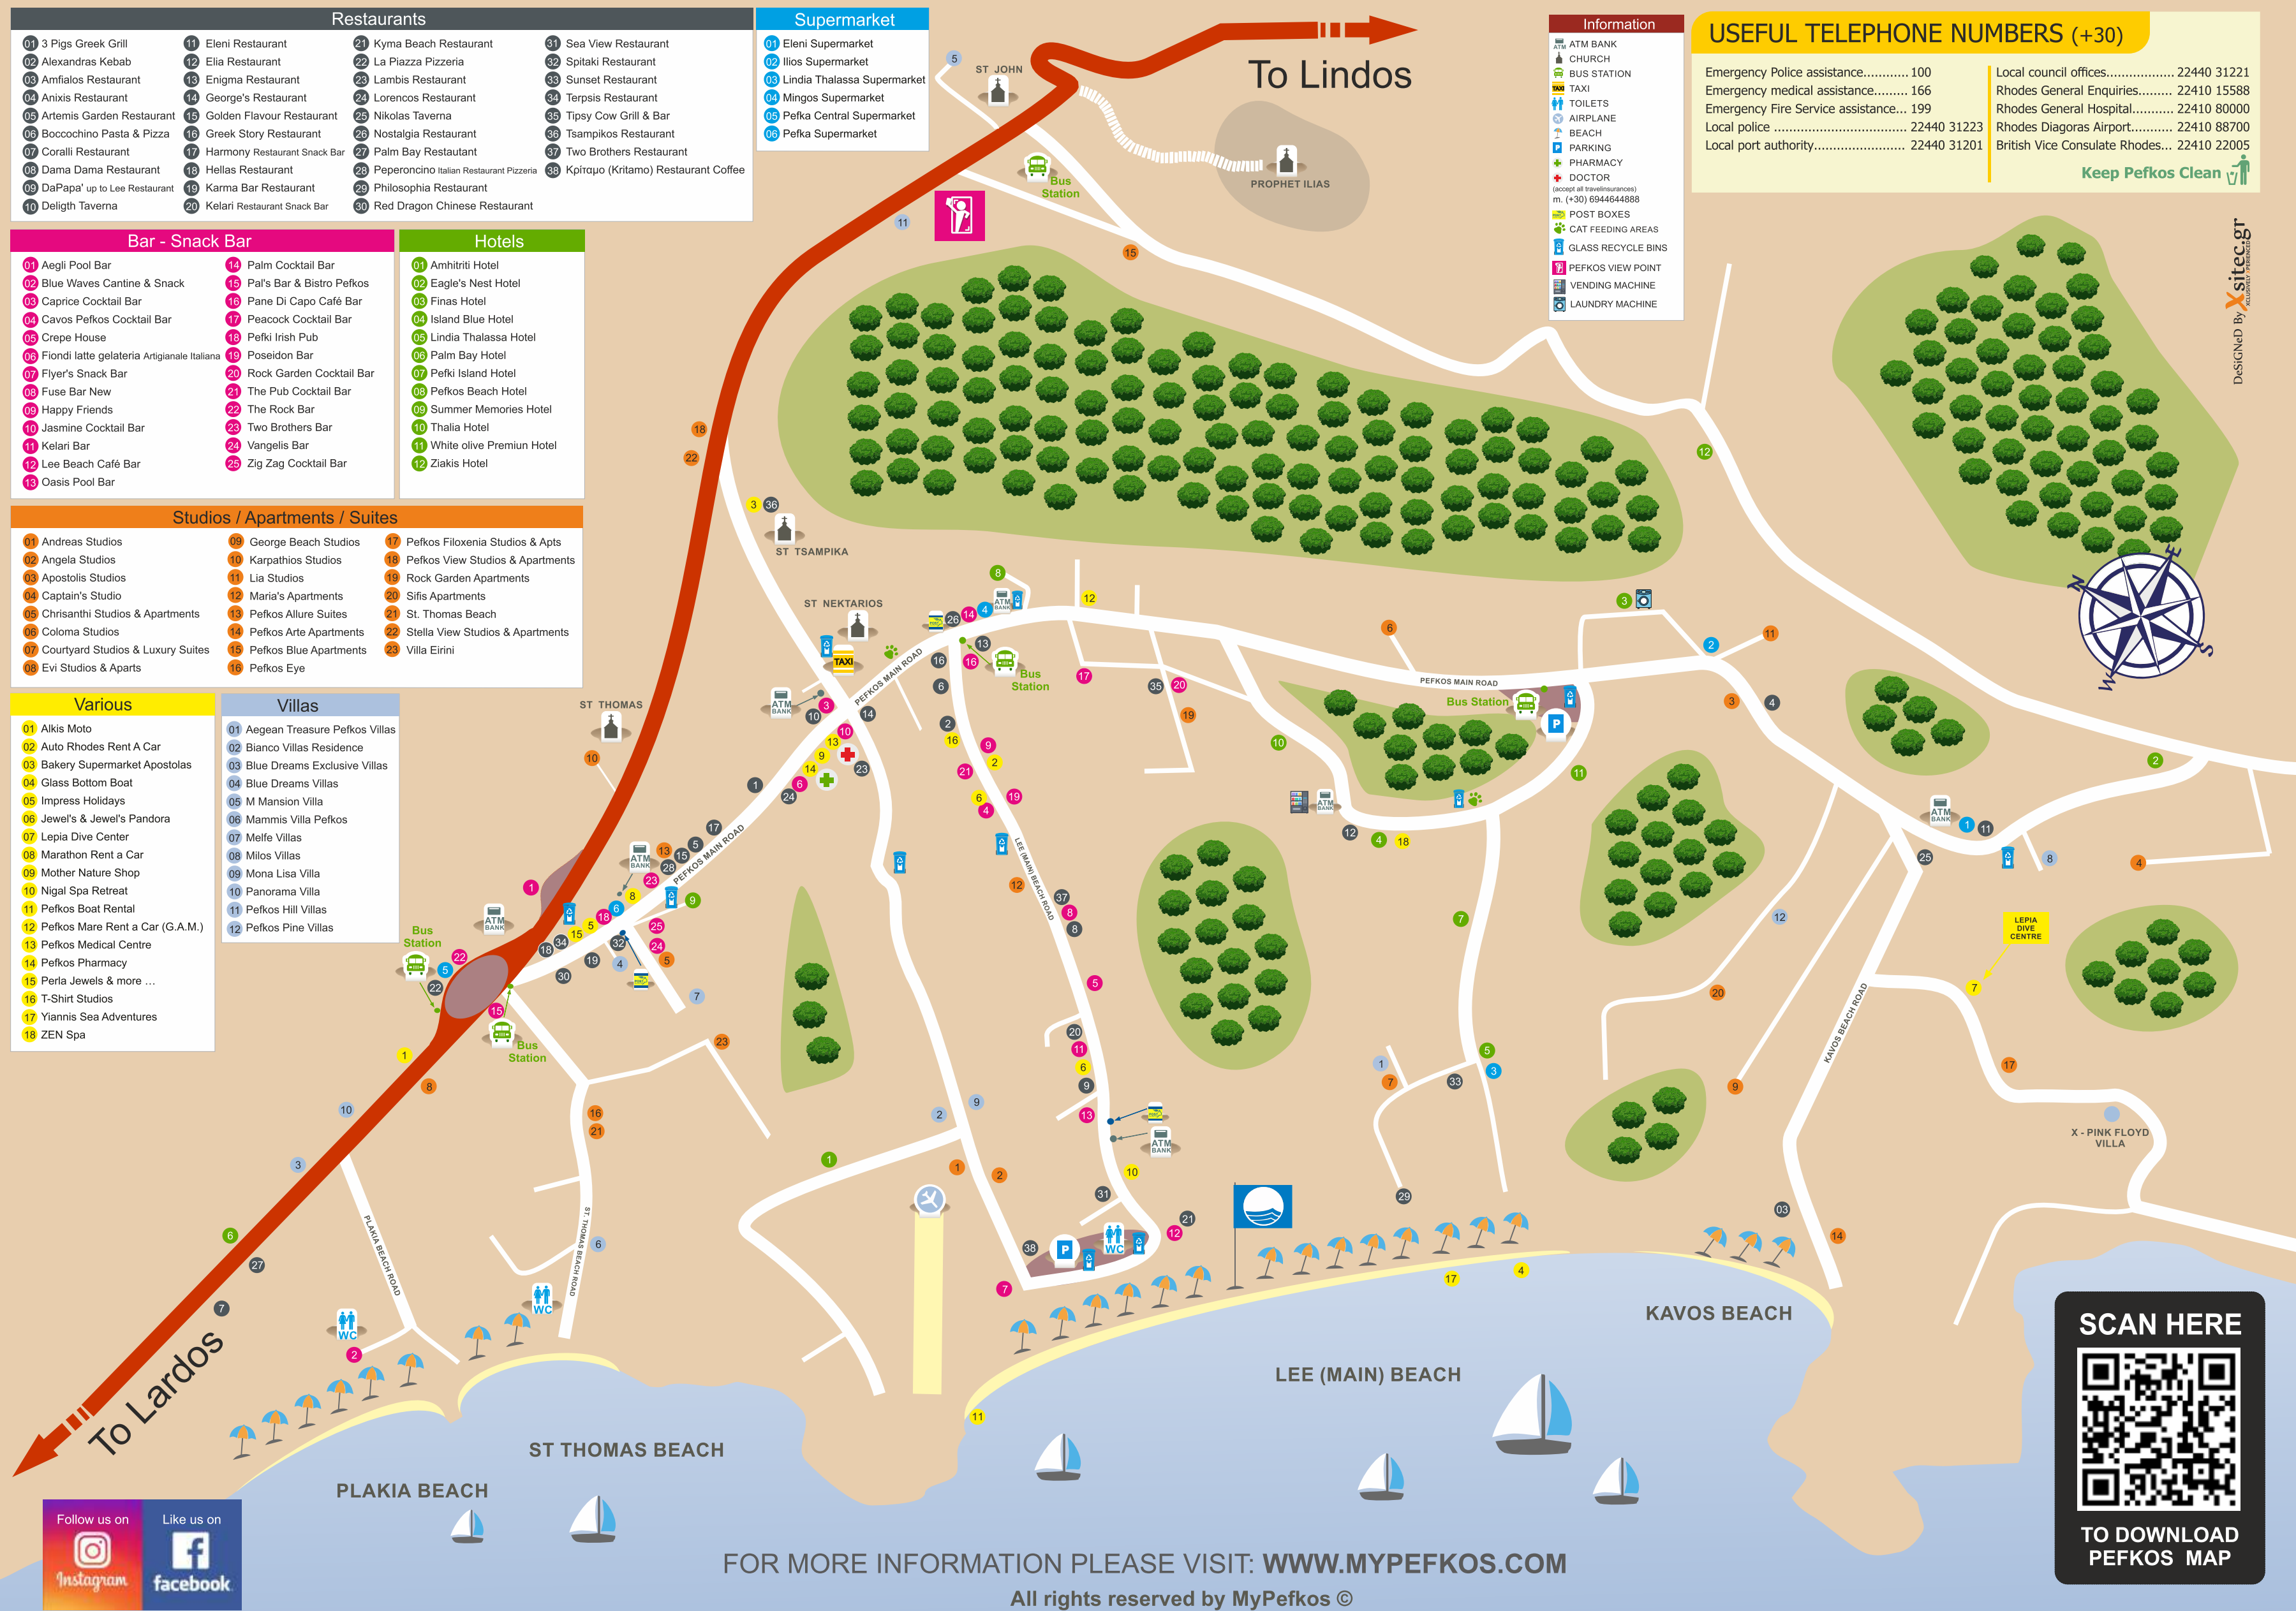 Restaurants
01 3 Pigs Greek Grill
02 Alexandras Kebab
03 Amfialos Restaurant
04 Anixis Restaurant
05 Artemis Garden Restaurant
06 Boccochino Pasta & Pizza
07 Coralli Restaurant
08 Dama Dama Restaurant
09 DaPapa' up to Lee Restaurant
10 Deligth Taverna
11 Eleni Restaurant
12 Elia Restaurant
13 Enigma Restaurant
14 George's Restaurant
15 Golden Flavour Restaurant
16 Greek Story Restaurant
17 Harmony Restaurant Snack Bar
18 Hellas Restaurant
19 Karma Bar Restaurant
20 Kelari Restaurant Snack Bar
21 Kyma Beach Restaurant
22 La Piazza Pizzeria
23 Lambis Restaurant
24 Lorencos Restaurant
25 Nikolas Taverna
26 Nostalgia Restaurant
27 Palm Bay Restautant
28 Peperoncino Italian Restaurant Pizzeria
29 Philosophia Restaurant
30 Red Dragon Chinese Restaurant
31 Sea View Restaurant
32 Spitaki Restaurant
33 Sunset Restaurant
34 Terpsis Restaurant
35 Tipsy Cow Grill & Bar
36 Tsampikos Restaurant
37 Two Brothers Restaurant
38 Κρίταμο (Kritamo) Restaurant Coffee
Supermarket
01 Eleni Supermarket
02 Ilios Supermarket
03 Lindia Thalassa Supermarket
04 Mingos Supermarket
05 Pefka Central Supermarket
06 Pefka Supermarket
Bar - Snack Bar
01 Aegli Pool Bar
02 Blue Waves Cantine & Snack
03 Caprice Cocktail Bar
04 Cavos Pefkos Cocktail Bar
05 Crepe House
06 Fiondi latte gelateria Artigianale Italiana
07 Flyer's Snack Bar
08 Fuse Bar New
09 Happy Friends
10 Jasmine Cocktail Bar
11 Kelari Bar
12 Lee Beach Café Bar
13 Oasis Pool Bar
14 Palm Cocktail Bar
15 Pal's Bar & Bistro Pefkos
16 Pane Di Capo Café Bar
17 Peacock Cocktail Bar
18 Pefki Irish Pub
19 Poseidon Bar
20 Rock Garden Cocktail Bar
21 The Pub Cocktail Bar
22 The Rock Bar
23 Two Brothers Bar
24 Vangelis Bar
25 Zig Zag Cocktail Bar
Hotels
01 Amhitriti Hotel
02 Eagle's Nest Hotel
03 Finas Hotel
04 Island Blue Hotel
05 Lindia Thalassa Hotel
06 Palm Bay Hotel
07 Pefki Island Hotel
08 Pefkos Beach Hotel
09 Summer Memories Hotel
10 Thalia Hotel
11 White olive Premiun Hotel
12 Ziakis Hotel
Studios / Apartments / Suites
01 Andreas Studios
02 Angela Studios
03 Apostolis Studios
04 Captain's Studio
05 Chrisanthi Studios & Apartments
06 Coloma Studios
07 Courtyard Studios & Luxury Suites
08 Evi Studios & Aparts
09 George Beach Studios
10 Karpathios Studios
11 Lia Studios
12 Maria's Apartments
13 Pefkos Allure Suites
14 Pefkos Arte Apartments
15 Pefkos Blue Apartments
16 Pefkos Eye
17 Pefkos Filoxenia Studios & Apts
18 Pefkos View Studios & Apartments
19 Rock Garden Apartments
20 Sifis Apartments
21 St. Thomas Beach
22 Stella View Studios & Apartments
23 Villa Eirini
Various
01 Alkis Moto
02 Auto Rhodes Rent A Car
03 Bakery Supermarket Apostolas
04 Glass Bottom Boat
05 Impress Holidays
06 Jewel's & Jewel's Pandora
07 Lepia Dive Center
08 Marathon Rent a Car
09 Mother Nature Shop
10 Nigal Spa Retreat
11 Pefkos Boat Rental
12 Pefkos Mare Rent a Car (G.A.M.)
13 Pefkos Medical Centre
14 Pefkos Pharmacy
15 Perla Jewels & more ...
16 T-Shirt Studios
17 Yiannis Sea Adventures
18 ZEN Spa
Villas
01 Aegean Treasure Pefkos Villas
02 Bianco Villas Residence
03 Blue Dreams Exclusive Villas
04 Blue Dreams Villas
05 M Mansion Villa
06 Mammis Villa Pefkos
07 Melfe Villas
08 Milos Villas
09 Mona Lisa Villa
10 Panorama Villa
11 Pefkos Hill Villas
12 Pefkos Pine Villas
Information
ATM BANK
CHURCH
BUS STATION
TAXI
TOILETS
AIRPLANE
BEACH
PARKING
PHARMACY
DOCTOR
(accept all travelinsurances)
m. (+30) 6944644888
POST BOXES
CAT FEEDING AREAS
GLASS RECYCLE BINS
PEFKOS VIEW POINT
VENDING MACHINE
LAUNDRY MACHINE
USEFUL TELEPHONE NUMBERS (+30)
Emergency Police assistance............ 100
Emergency medical assistance......... 166
Emergency Fire Service assistance... 199
Local police .................................. 22440 31223
Local port authority....................... 22440 31201
Local council offices.................. 22440 31221
Rhodes General Enquiries......... 22410 15588
Rhodes General Hospital........... 22410 80000
Rhodes Diagoras Airport........... 22410 88700
British Vice Consulate Rhodes... 22410 22005
Keep Pefkos Clean
DeSiGNeD By Xsitec.gr
To Lindos
ST JOHN
PROPHET ILIAS
Bus
Station
ST TSAMPIKA
ST NEKTARIOS
TAXI
ST THOMAS
PEFKOS MAIN ROAD
Bus
Station
PEFKOS MAIN ROAD
Bus Station
ATM
BANK
PEFKOS MAIN ROAD
LEE (MAIN) BEACH ROAD
Bus
Station
Bus
Station
LEPIA
DIVE
CENTRE
KAVOS BEACH ROAD
X - PINK FLOYD
VILLA
PLAKIA BEACH ROAD
ST. THOMAS BEACH ROAD
WC
WC
WC
P
P
N
E
S
W
To Lardos
KAVOS BEACH
LEE (MAIN) BEACH
ST THOMAS BEACH
PLAKIA BEACH
SCAN HERE
TO DOWNLOAD
PEFKOS MAP
Follow us on
Instagram
Like us on
facebook
FOR MORE INFORMATION PLEASE VISIT: WWW.MYPEFKOS.COM
All rights reserved by MyPefkos ©